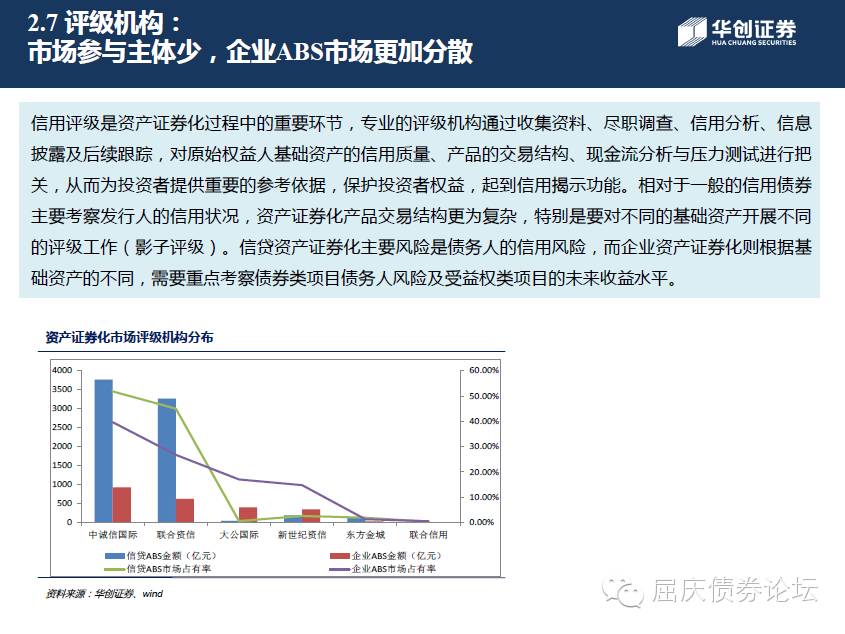 2.7 评级机构：
市场参与主体少，企业ABS市场更加分散
华创证券
HUA CHUANG SECURITIES
信用评级是资产证券化过程中的重要环节，专业的评级机构通过收集资料、尽职调查、信用分析、信息
披露及后续跟踪，对原始权益人基础资产的信用质量、产品的交易结构、现金流分析与压力测试进行把
关，从而为投资者提供重要的参考依据，保护投资者权益，起到信用揭示功能。相对于一般的信用债券
主要考察发行人的信用状况，资产证券化产品交易结构更为复杂，特别是要对不同的基础资产开展不同
的评级工作（影子评级）。信贷资产证券化主要风险是债务人的信用风险，而企业资产证券化则根据基
础资产的不同，需要重点考察债券类项目债务人风险及受益权类项目的未来收益水平。
资产证券化市场评级机构分布
4000 60.00%
3500 50.00%
3000 40.00%
2500
2000 30.00%
1500 20.00%
1000 10.00%
500
0 0.00%
中诚信国际 联合资信 大公国际 新世纪资信 东方金城 联合信用
信贷ABS金额（亿元） 企业ABS金额（亿元）
信贷ABS市场占有率 企业ABS市场占有率
资料来源：华创证券、wind
屈庆债券论坛